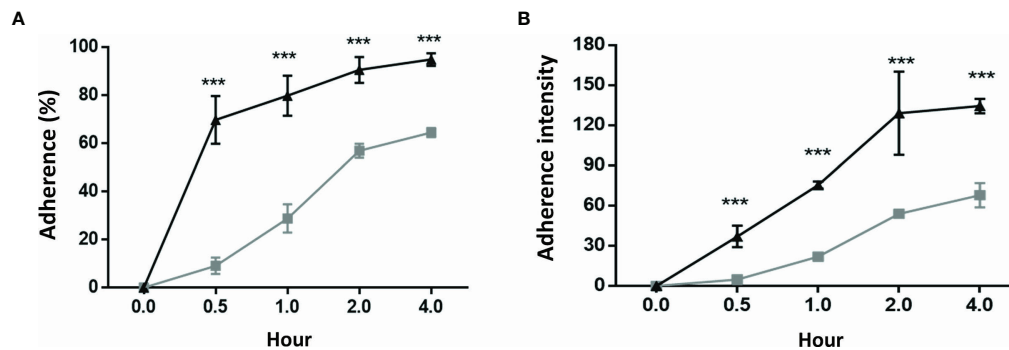 A
*** *** *** *** ***
100
80
60
40
20
0
Adherence (%)
0.0 0.5 1.0 2.0 4.0
Hour
B
*** *** *** *** ***
180
150
120
90
60
30
0
Adherence intensity
0.0 0.5 1.0 2.0 4.0
Hour